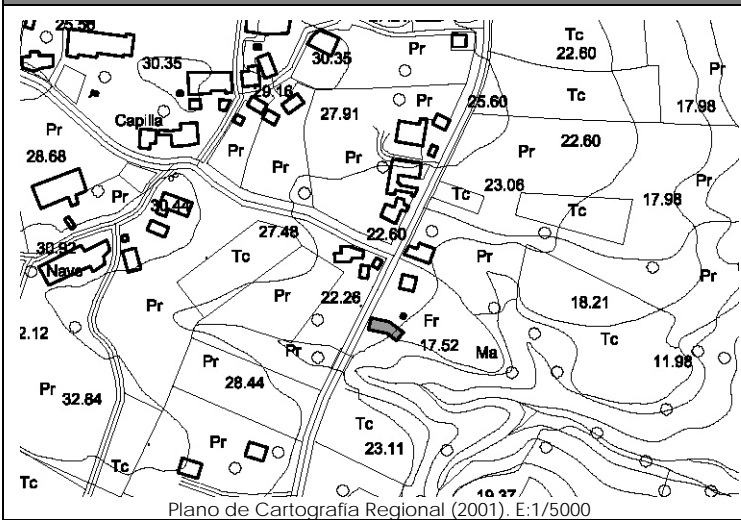 25.56
Tc
22.60
30.35
30.35
Pr
Pr
29.16
Tc
Capilla
27.91
Pr
25.60
17.98
Pr
28.68
Pr
Pr
Pr
Pr
22.60
Pr
Pr
Tc
23.06
Pr
30.44
Tc
17.98
30.92
27.48
22.60
Nave
Tc
Pr
Pr
Pr
Pr
22.26
18.21
2.12
Fr
Tc
17.52
Pr
Ma
11.98
Pr
Pr
32.84
28.44
Tc
Pr
23.11
Tc
Tc
19.37
Plano de Cartografía Regional (2001). E:1/5000